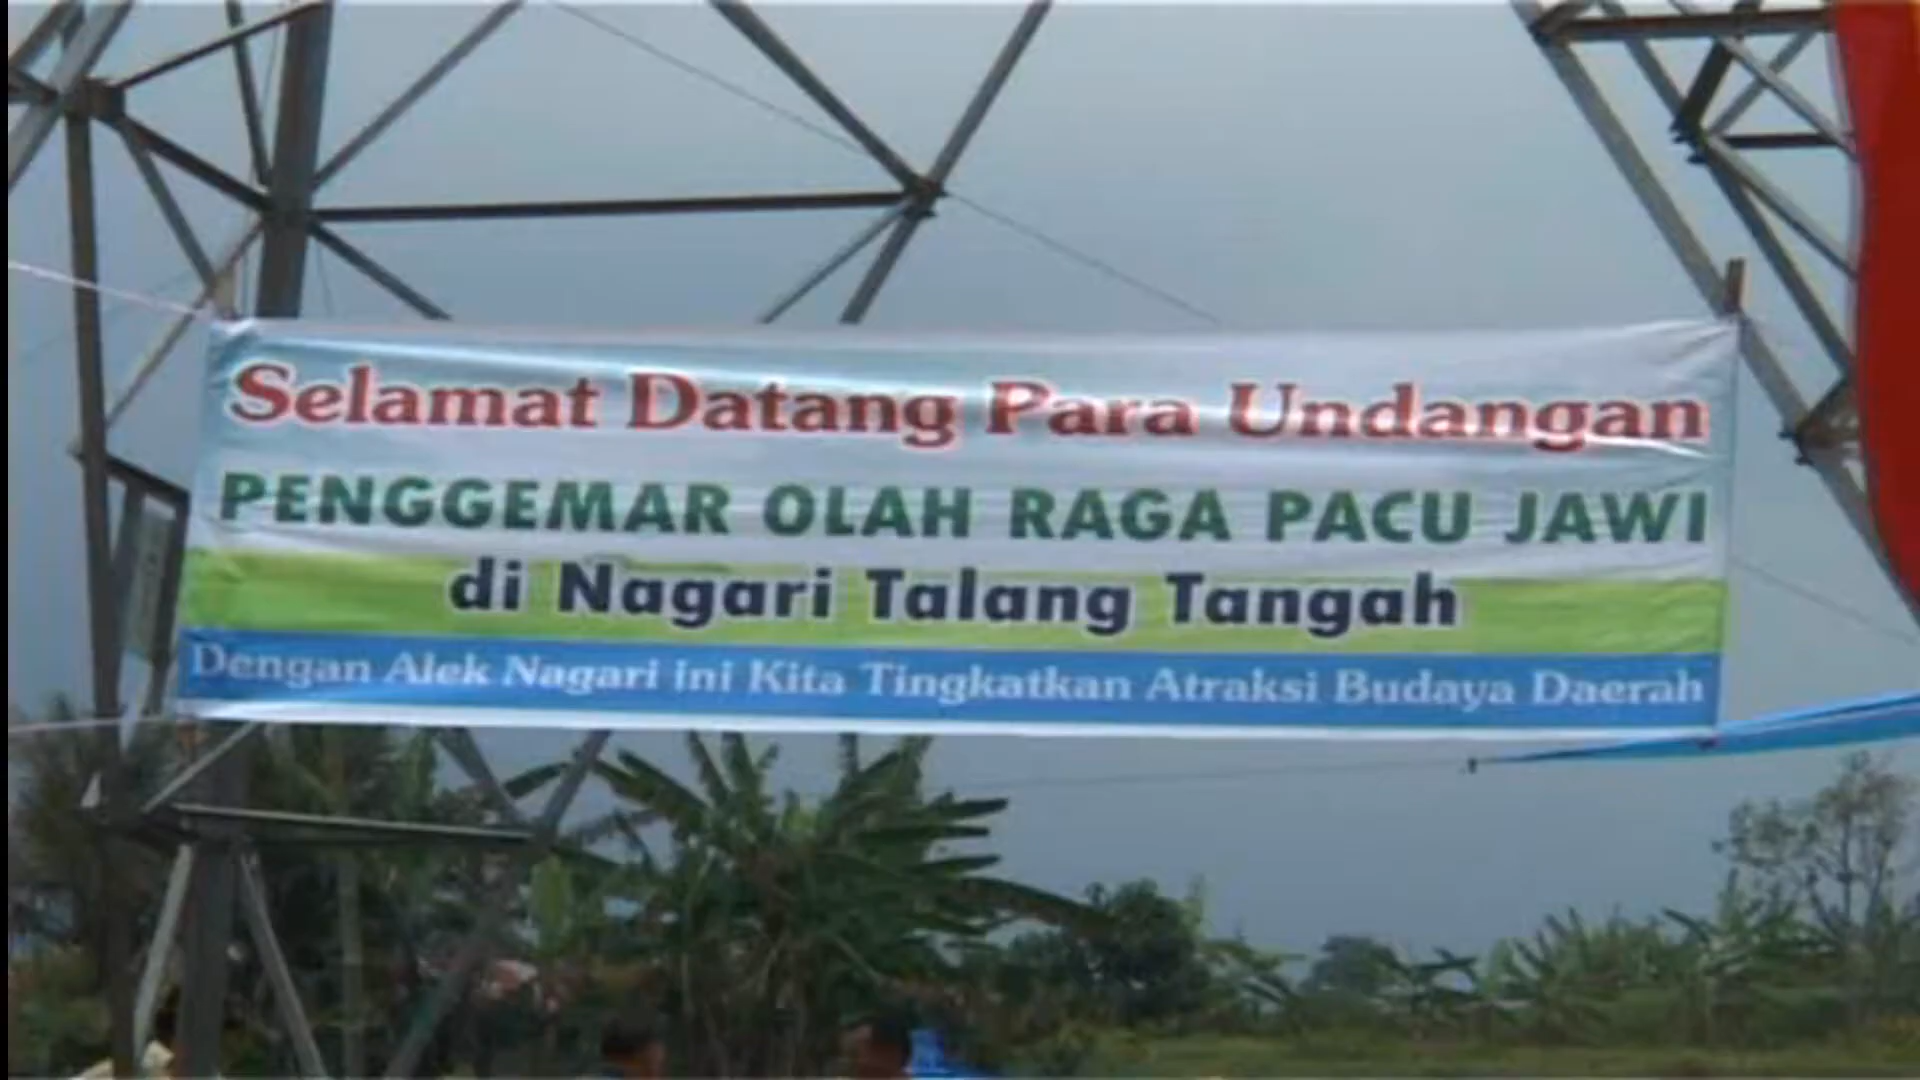 Selamat Datang Para Undangan
PENGGEMAR OLAH RAGA PACU JAWI
di Nagari Talang Tangah
Dengan Alek Nagari ini Kita Tingkatkan Atraksi Budaya Daerah